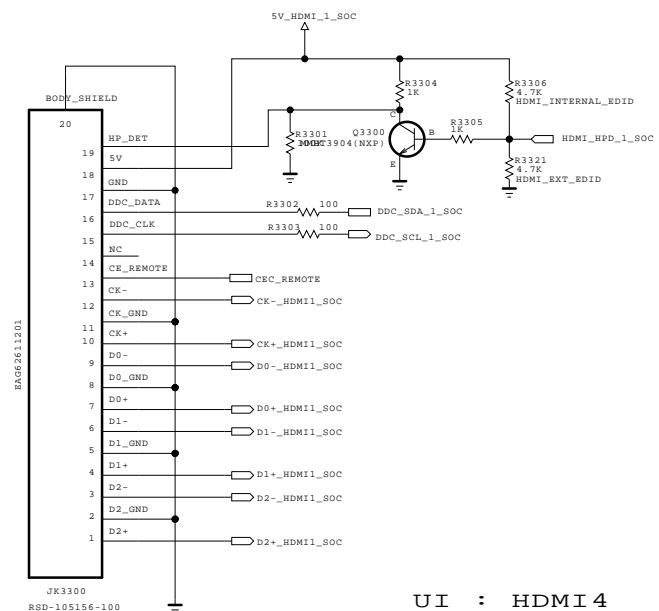 5V_HDMI_1_SOC
BODY_SHIELD
20
R3304
1K
R3306
4.7K
HDMI_INTERNAL_EDID
HP_DET
19
R3301
MMBT3904(NXP)
Q3300
C
B
E
R3305
1K
HDMI_HPD_1_SOC
R3321
4.7K
HDMI_EXT_EDID
5V
18
GND
17
DDC_DATA
16
R3302 100
DDC_SDA_1_SOC
DDC_CLK
15
R3303 100
DDC_SCL_1_SOC
NC
14
CE_REMOTE
13
CEC_REMOTE
CK-
12
CK-_HDMI1_SOC
CK_GND
11
CK+
10
CK+_HDMI1_SOC
D0-
9
D0-_HDMI1_SOC
D0_GND
8
D0+
7
D0+_HDMI1_SOC
D1-
6
D1-_HDMI1_SOC
D1_GND
5
D1+
4
D1+_HDMI1_SOC
D2-
3
D2-_HDMI1_SOC
D2_GND
2
D2+
1
D2+_HDMI1_SOC
EAG62611201
JK3300
RSD-105156-100
UI : HDMI4